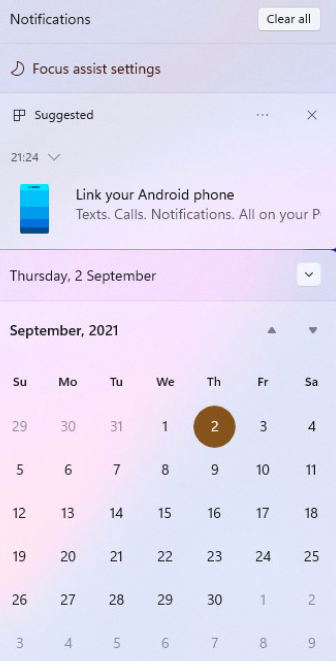 Notifications
Clear all
Focus assist settings
Suggested
21:24
Link your Android phone
Texts. Calls. Notifications. All on your P
Thursday, 2 September
September, 2021
Su Mo Tu We Th Fr Sa
29 30 31 1 2 3 4
5 6 7 8 9 10 11
12 13 14 15 16 17 18
19 20 21 22 23 24 25
26 27 28 29 30 1 2
3 4 5 6 7 8 9